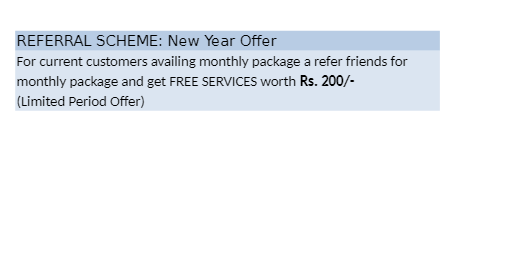 REFERRAL SCHEME: New Year Offer
For current customers availing monthly package a refer friends for
monthly package and get FREE SERVICES worth Rs. 200/-
(Limited Period Offer)